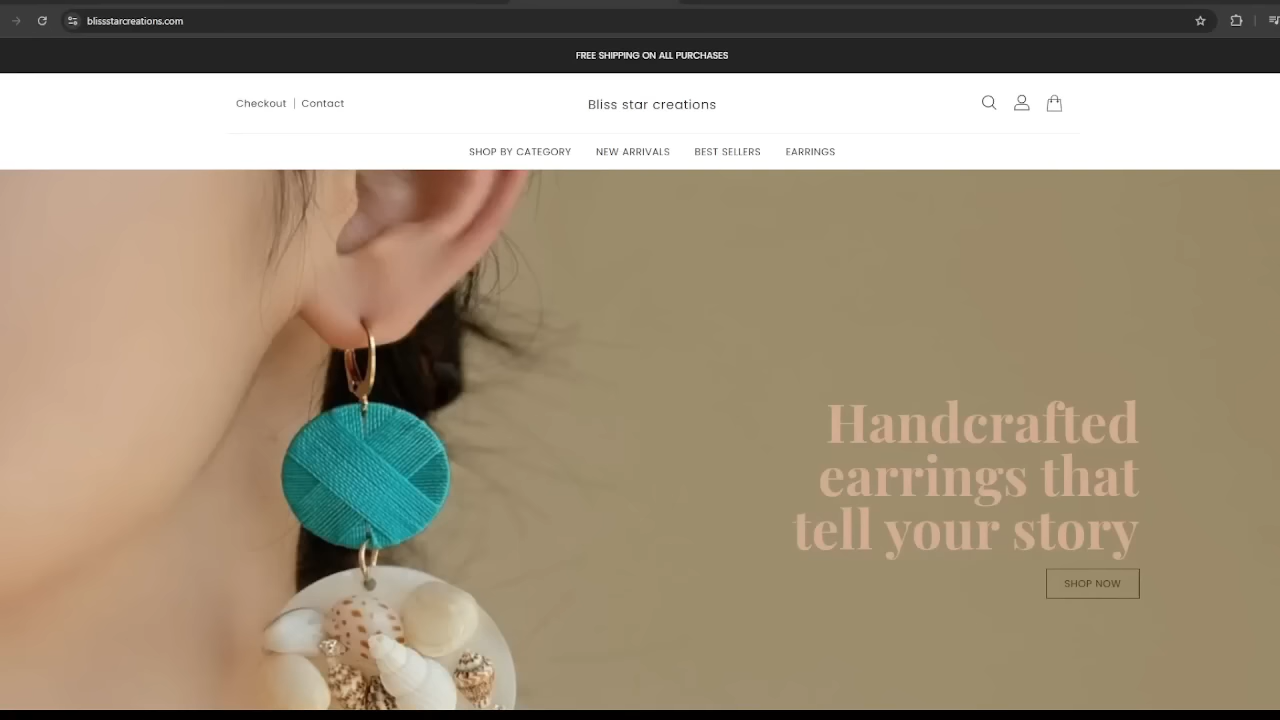 blissstarcreations.com
FREE SHIPPING ON ALL PURCHASES
Checkout | Contact
Bliss star creations
SHOP BY CATEGORY NEW ARRIVALS BEST SELLERS EARRINGS
Handcrafted
earrings that
tell your story
SHOP NOW